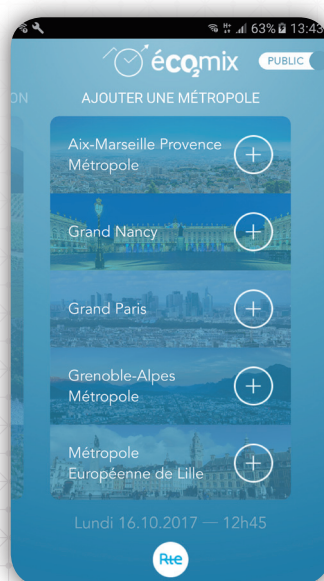 63% 13:43
éCO2mix PUBLIC
ON AJOUTER UNE MÉTROPOLE
Aix-Marseille Provence
Métropole
Grand Nancy
Grand Paris
Grenoble-Alpes
Métropole
Métropole
Européenne de Lille
Lundi 16.10.2017 — 12h45
Rte